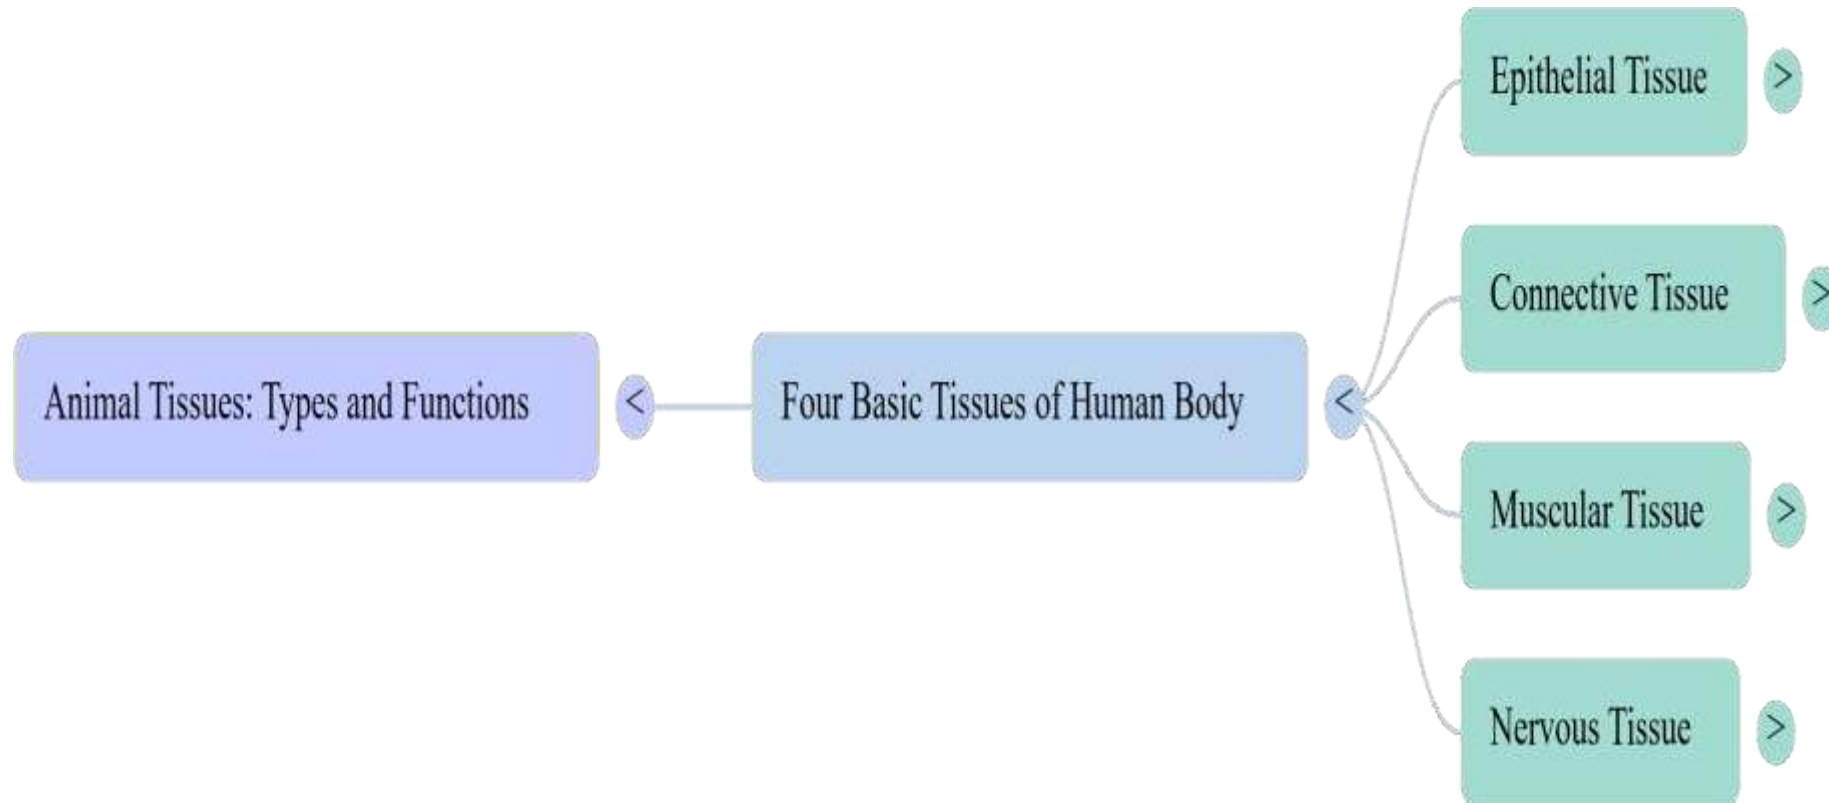 Animal Tissues: Types and Functions
<
Four Basic Tissues of Human Body
<
Epithelial Tissue
>
Connective Tissue
>
Muscular Tissue
>
Nervous Tissue
>